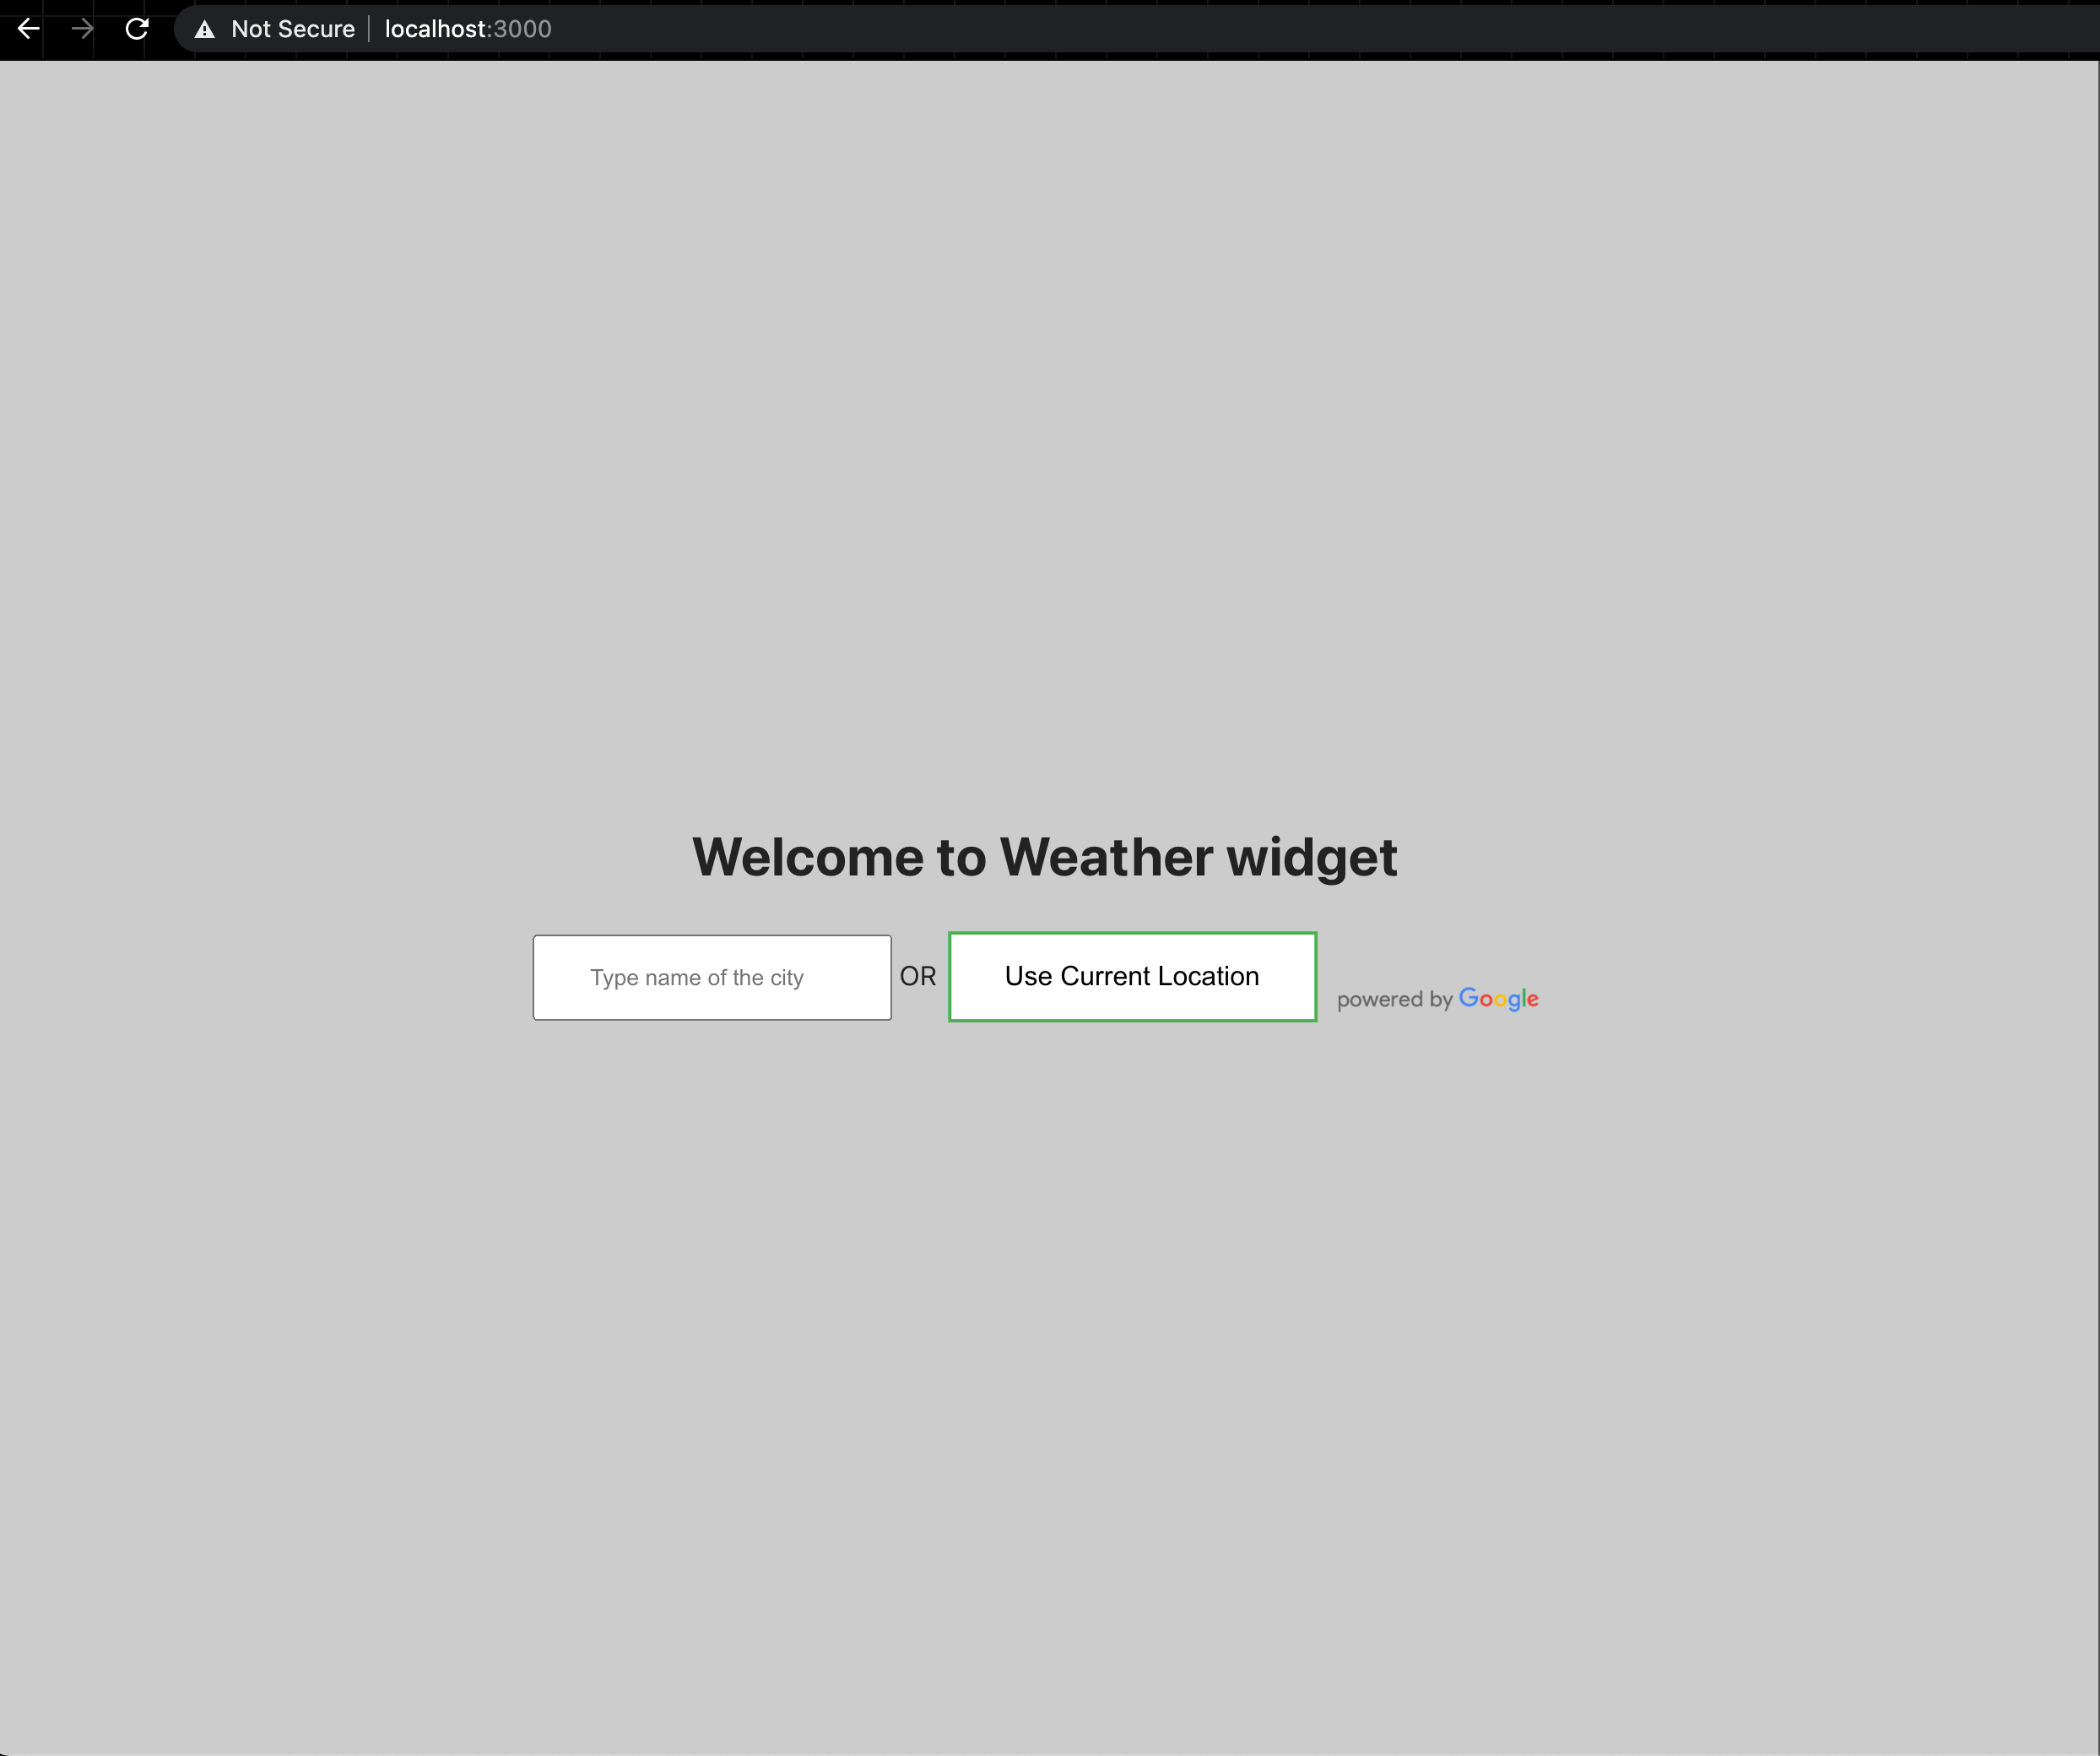 Not Secure localhost:3000
Welcome to Weather widget
Type name of the city OR Use Current Location powered by Google